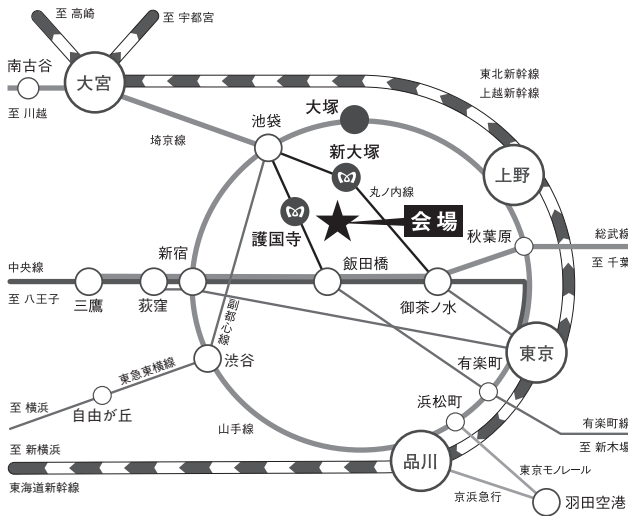 至 高崎
至 宇都宮
南古谷
大宮
至 川越
東北新幹線
上越新幹線
埼京線
池袋
大塚
新大塚
丸ノ内線
上野
護国寺
会場
秋葉原
総武線
至 千葉
新宿
飯田橋
中央線
至 八王子
三鷹
荻窪
御茶ノ水
副都心線
東京
渋谷
有楽町
東急東横線
浜松町
至 横浜
自由が丘
山手線
有楽町線
至 新木場
至 新横浜
品川
東京モノレール
東海道新幹線
京浜急行
羽田空港